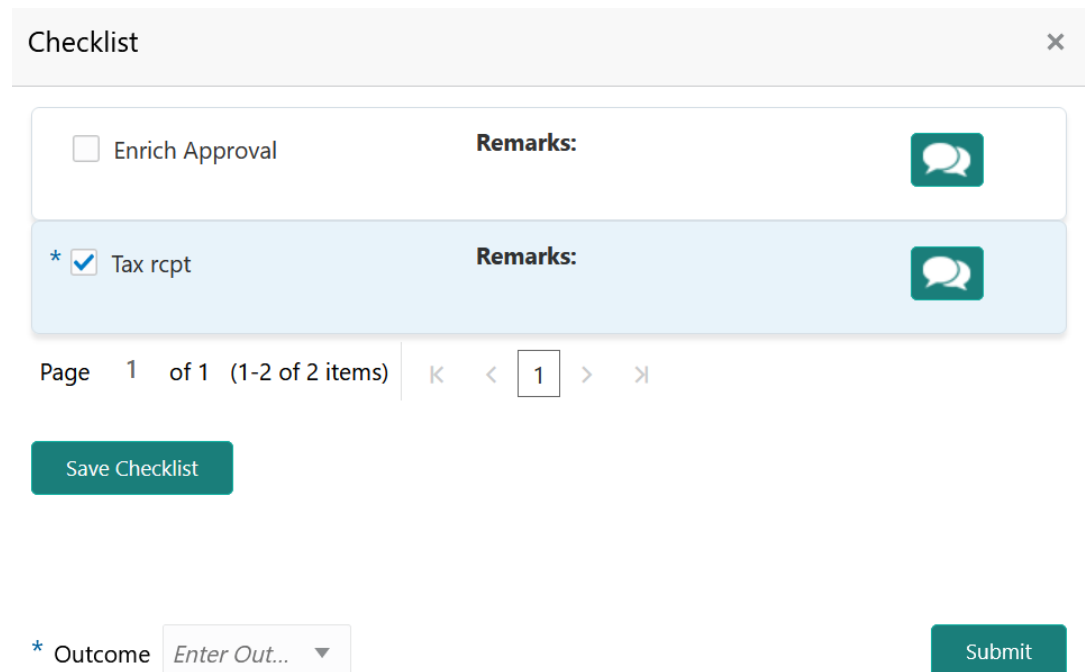 Checklist
Enrich Approval Remarks:
* Tax rcpt Remarks:
Page 1 of 1 (1-2 of 2 items) 1
Save Checklist
* Outcome Enter Out... Submit